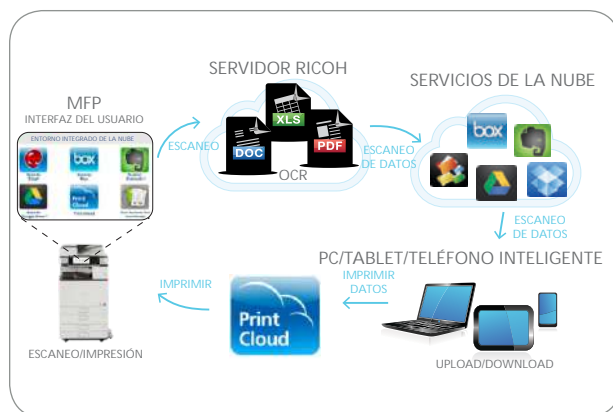 MFP
INTERFAZ DEL USUARIO
ENTORNO INTEGRADO DE LA NUBE
box
Print
Cloud
ESCANEO
SERVIDOR RICOH
DOC
XLS
PDF
OCR
ESCANEO
DE DATOS
SERVICIOS DE LA NUBE
box
ESCANEO
DE DATOS
PC/TABLET/TELÉFONO INTELIGENTE
UPLOAD/DOWNLOAD
IMPRIMIR
DATOS
Print
Cloud
IMPRIMIR
ESCANEO/IMPRESIÓN